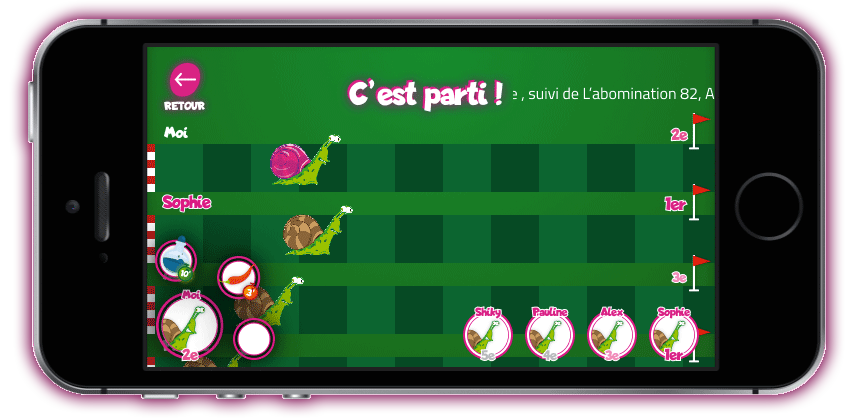 C'est parti !
e , suivi de L'abomination 82, A
RETOUR
Moi
2e
Sophie
1er
10'
3e
3'
Moi
2e
Shiky
5e
Pauline
4e
Alex
3e
Sophie
1er